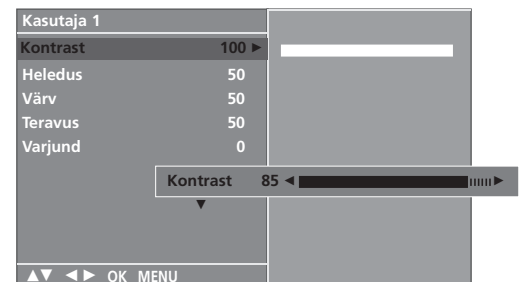 Kasutaja 1
Kontrast 100 ►
Heledus 50
Värv 50
Teravus 50
Varjund 0
Kontrast 85 ◄ ►
▼
▲▼ ◄► OK MENU